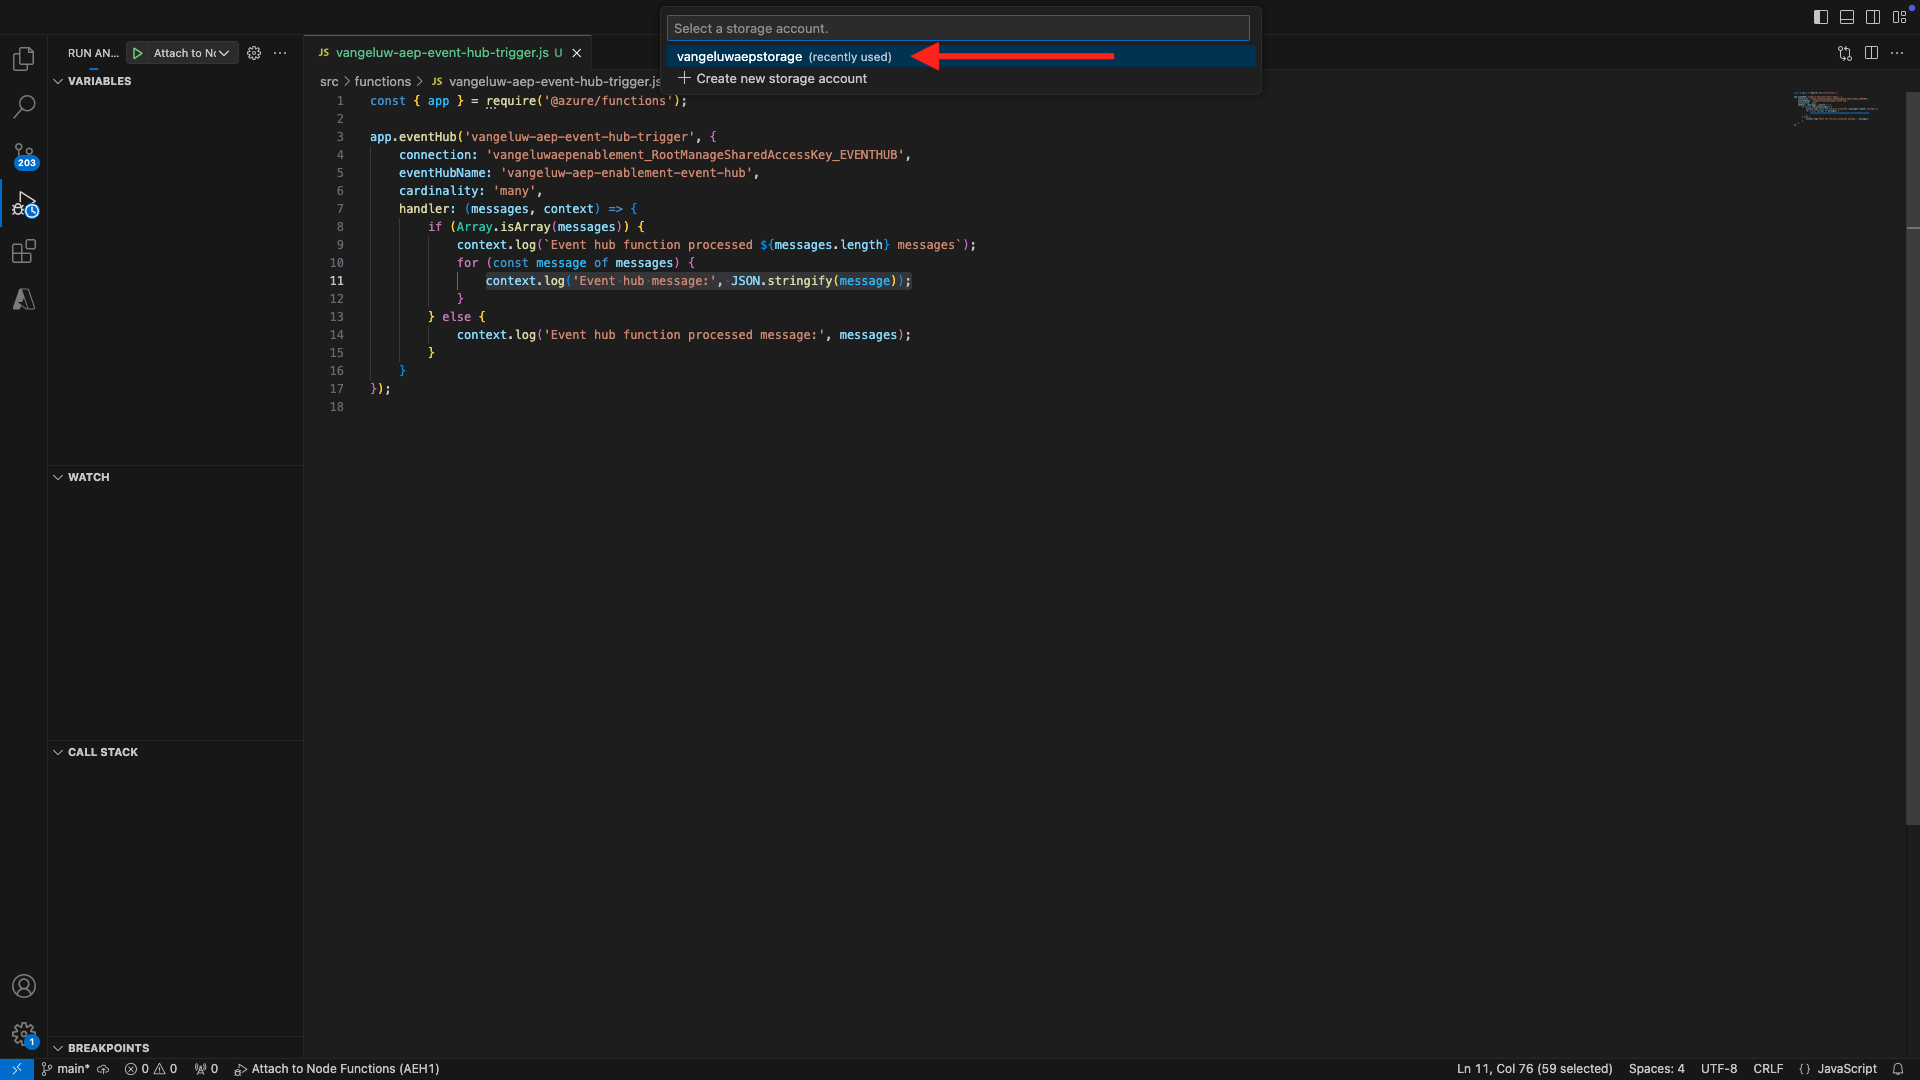 Select a storage account.
vangeluwaepstorage (recently used)
Create new storage account
RUN AN...
Attach to Nc
JS vangeluw-aep-event-hub-trigger.js U
src > functions > JS vangeluw-aep-event-hub-trigger.js
VARIABLES
203
1 const { app } = require('@azure/functions');
2
3 app.eventHub('vangeluw-aep-event-hub-trigger', {
4 connection: 'vangeluwaepenablement_RootManageSharedAccessKey_EVENTHUB',
5 eventHubName: 'vangeluw-aep-enablement-event-hub',
6 cardinality: 'many',
7 handler: (messages, context) => {
8 if (Array.isArray(messages)) {
9 context.log(`Event hub function processed ${messages.length} messages`);
10 for (const message of messages) {
11 context.log('Event hub message:', JSON.stringify(message));
12 }
13 } else {
14 context.log('Event hub function processed message:', messages);
15 }
16 }
17 });
18
WATCH
CALL STACK
BREAKPOINTS
1
main* 0 0 0 Attach to Node Functions (AEH1)
Ln 11, Col 76 (59 selected) Spaces: 4 UTF-8 CRLF {} JavaScript